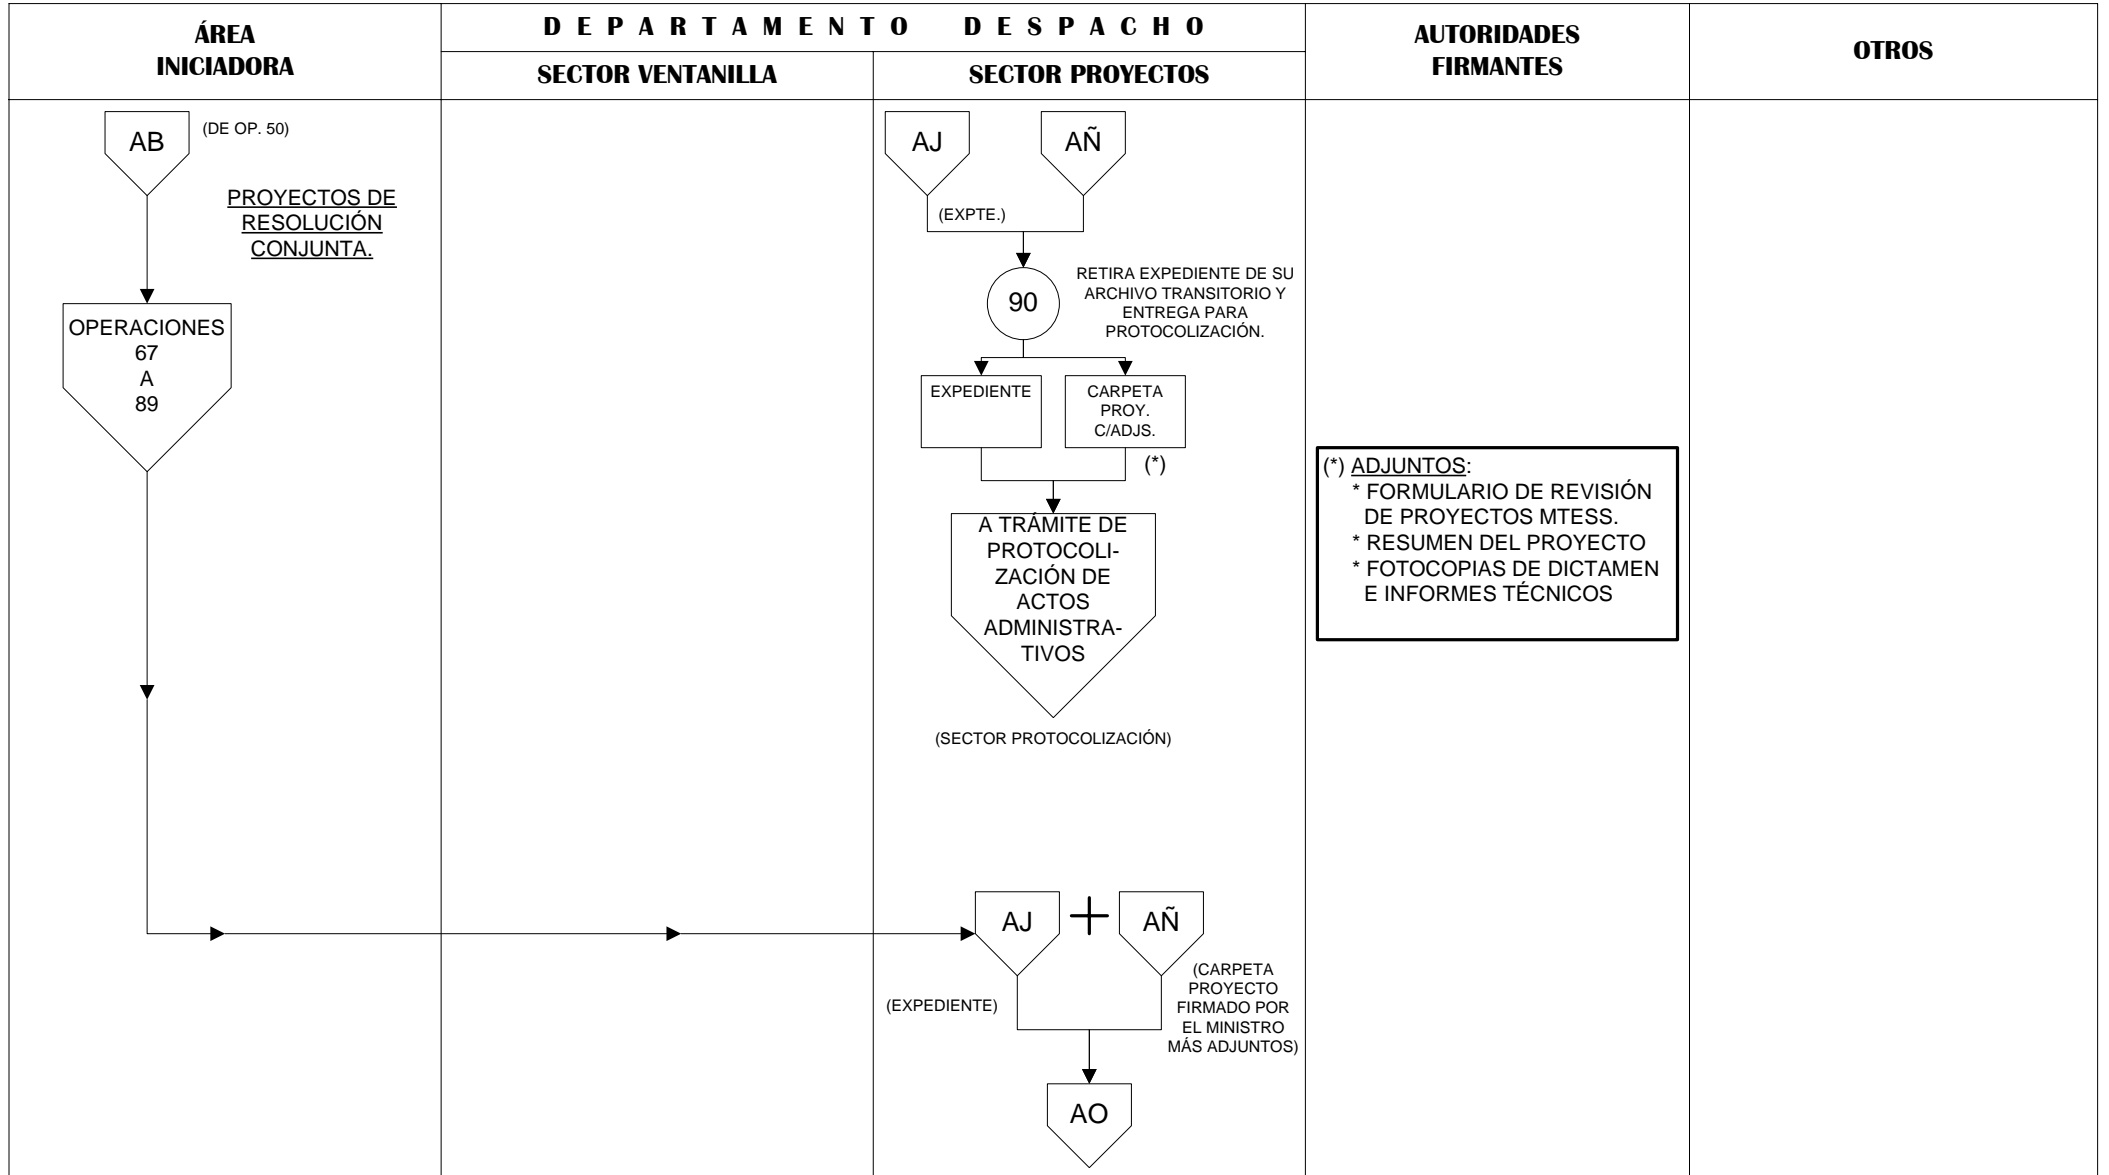 ÁREA
INICIADORA
DEPARTAMENTO DESPACHO
SECTOR VENTANILLA
SECTOR PROYECTOS
AUTORIDADES
FIRMANTES
OTROS
AB
(DE OP. 50)
PROYECTOS DE
RESOLUCIÓN
CONJUNTA.
OPERACIONES
67
A
89
AJ
AÑ
(EXPTE.)
90
RETIRA EXPEDIENTE DE SU
ARCHIVO TRANSITORIO Y
ENTREGA PARA
PROTOCOLIZACIÓN.
EXPEDIENTE
CARPETA
PROY.
C/ADJS.
(*)
A TRÁMITE DE
PROTOCOLI-
ZACIÓN DE
ACTOS
ADMINISTRA-
TIVOS
(SECTOR PROTOCOLIZACIÓN)
(*) ADJUNTOS:
* FORMULARIO DE REVISIÓN
DE PROYECTOS MTESS.
* RESUMEN DEL PROYECTO
* FOTOCOPIAS DE DICTAMEN
E INFORMES TÉCNICOS
AJ
+
AÑ
(EXPEDIENTE)
(CARPETA
PROYECTO
FIRMADO POR
EL MINISTRO
MÁS ADJUNTOS)
AO